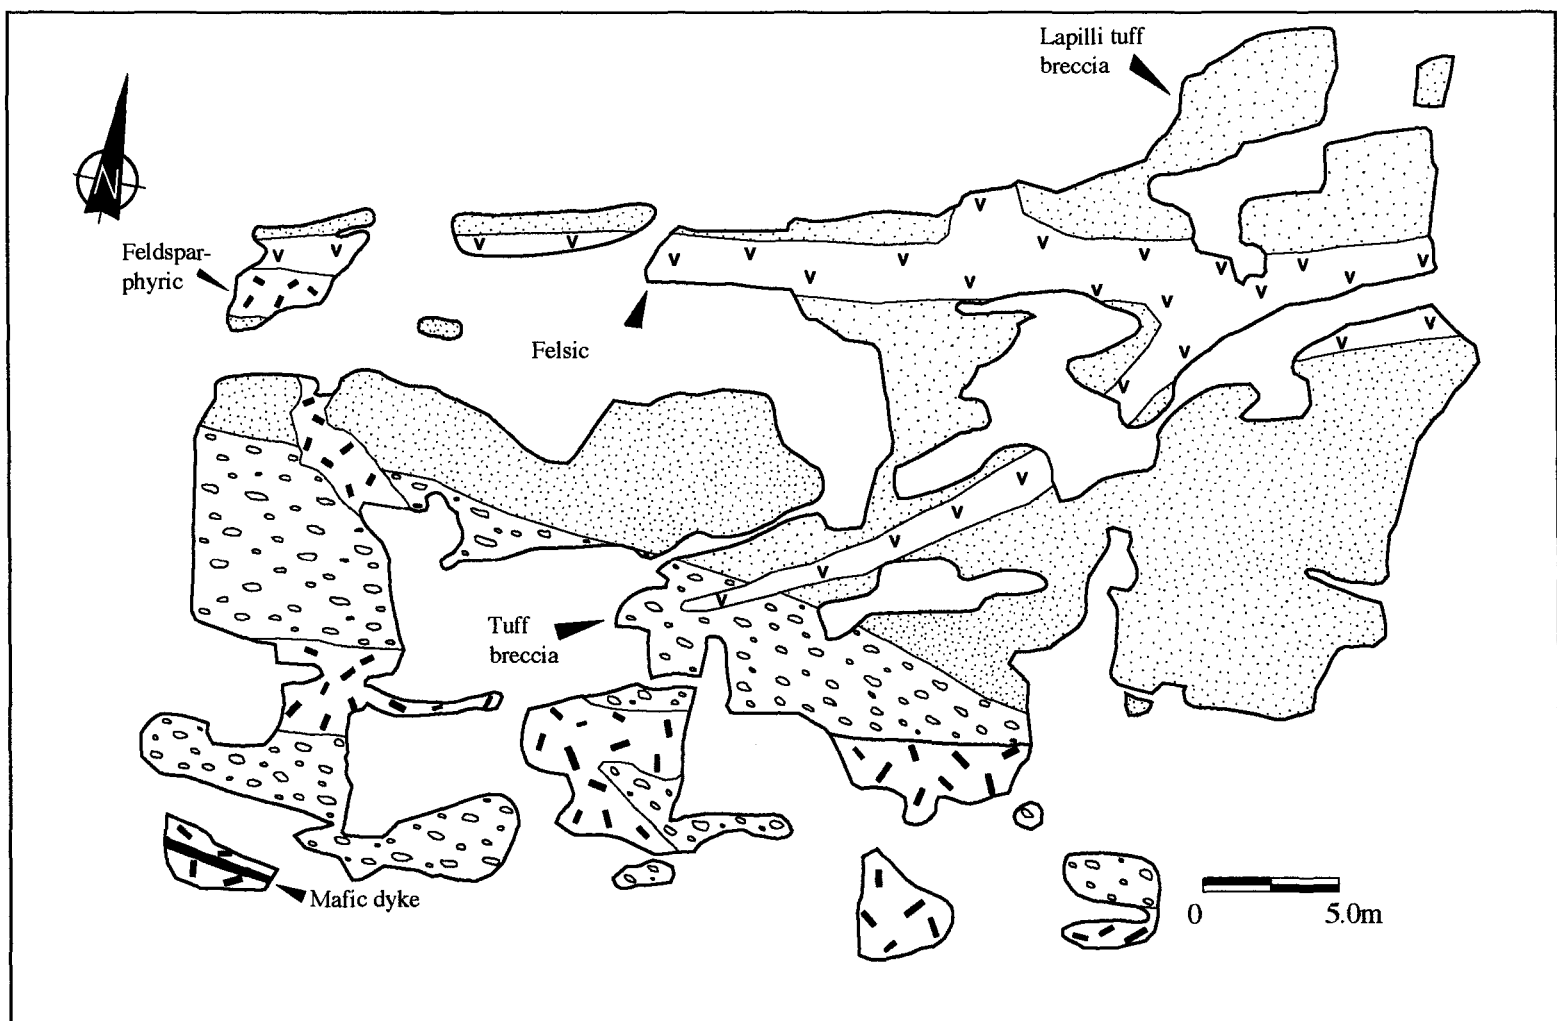 Lapilli tuff
breccia
N
Feldspar-
phyric
Felsic
Tuff
breccia
Mafic dyke
0 5.0m